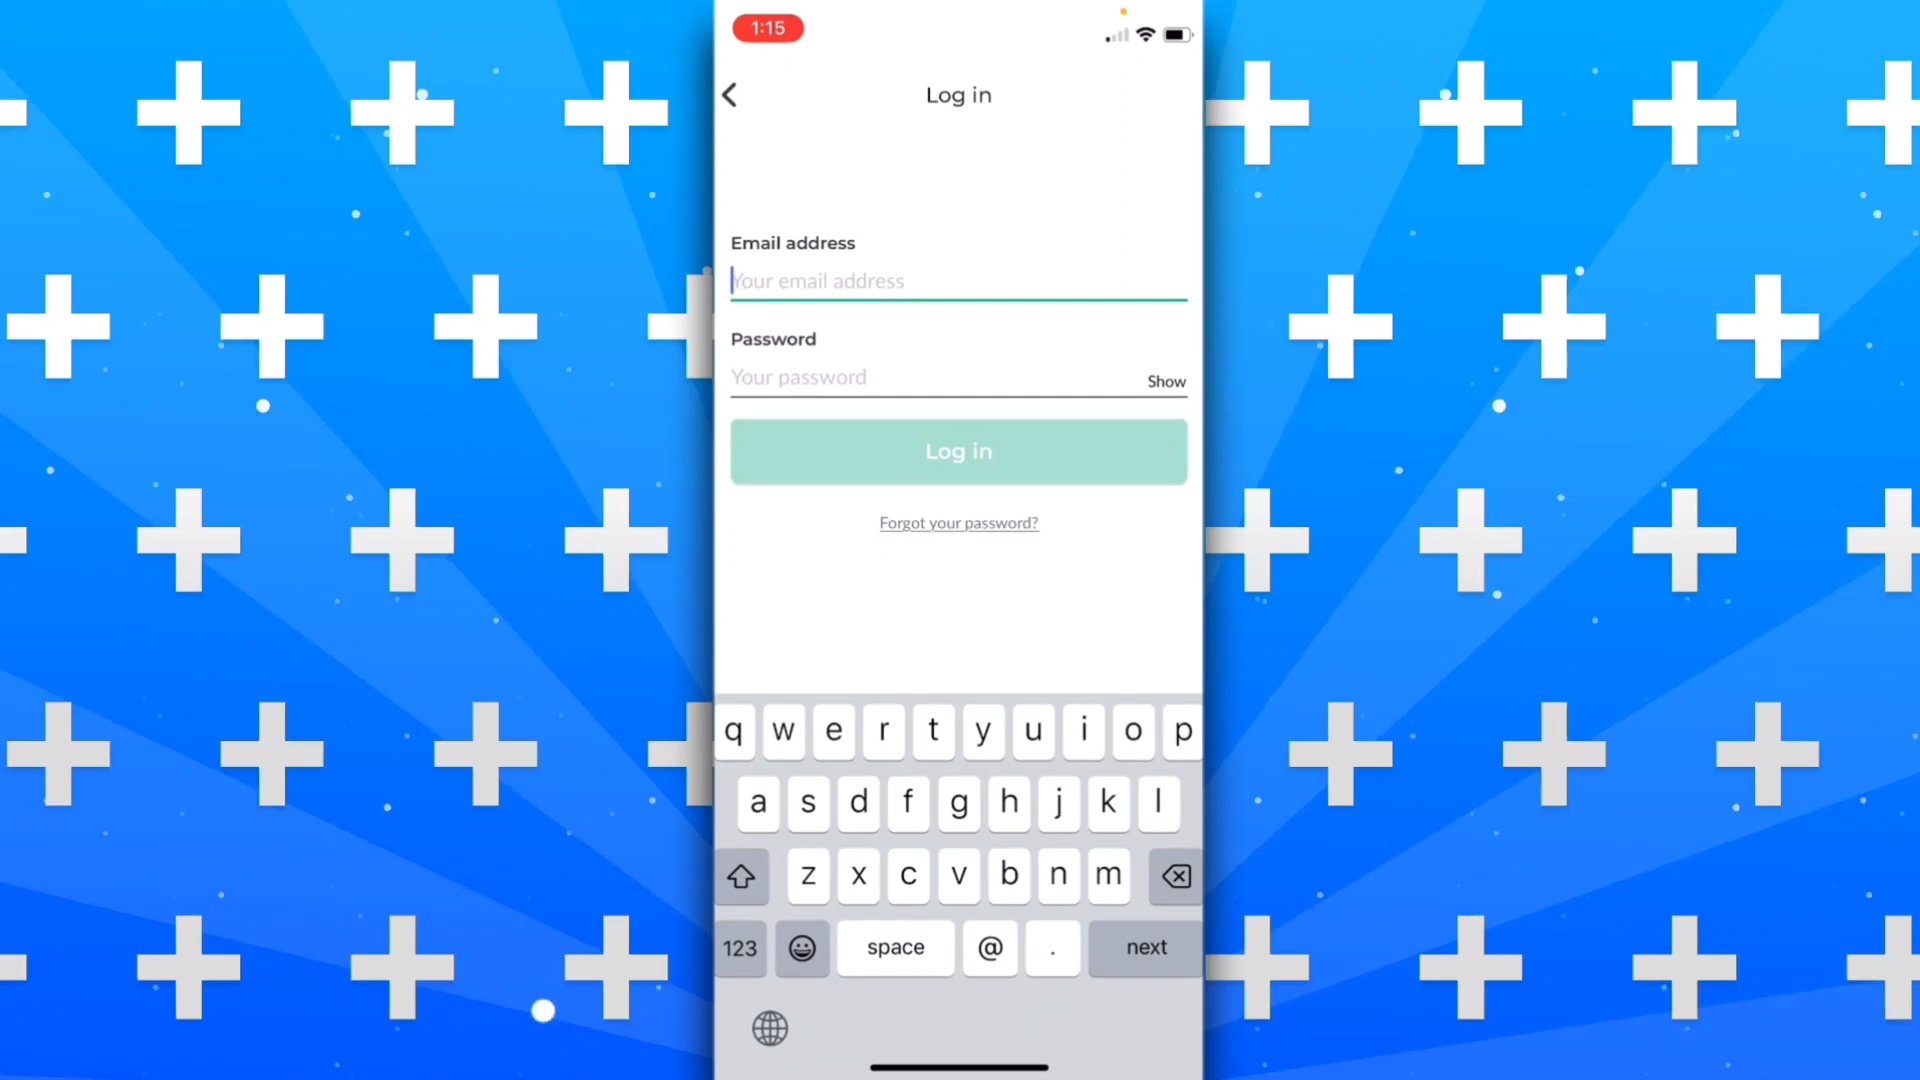 1:15
Log in
Email address
Your email address
Password
Your password
Show
Log in
Forgot your password?
q w e r t y u i o p
a s d f g h j k l
z x c v b n m
123 space @ . next